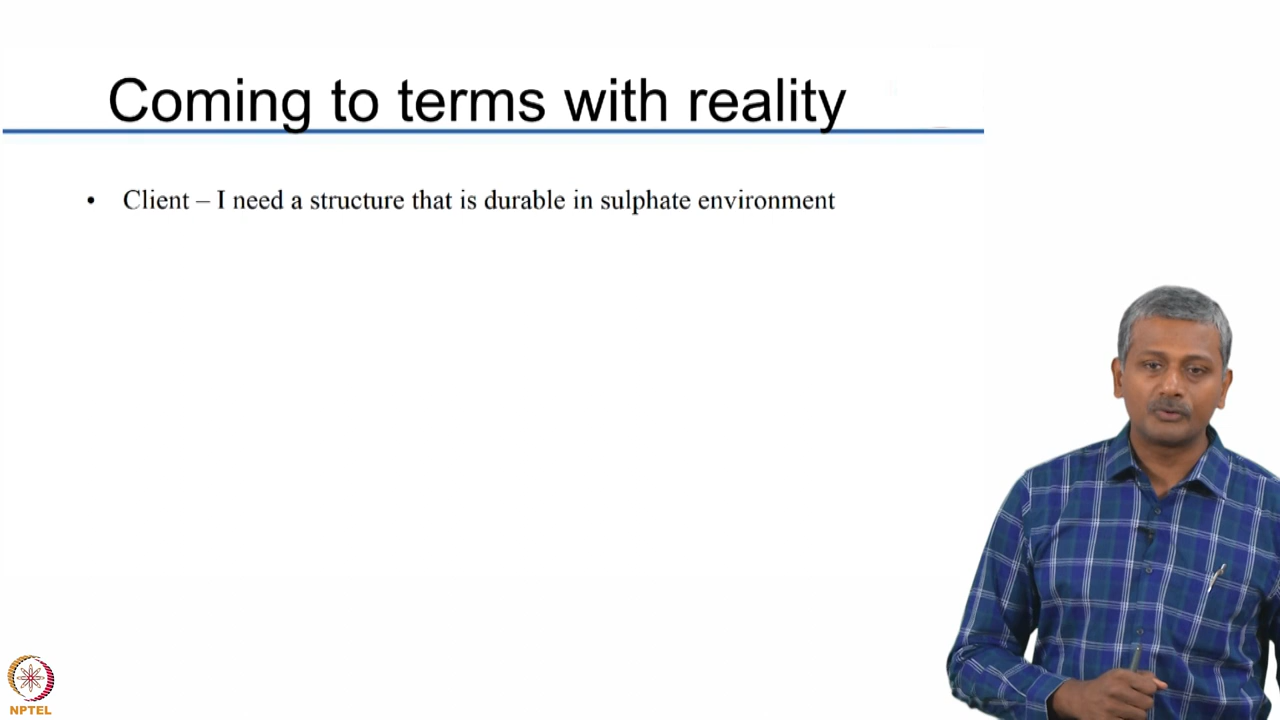 Coming to terms with reality
• Client – I need a structure that is durable in sulphate environment
NPTEL